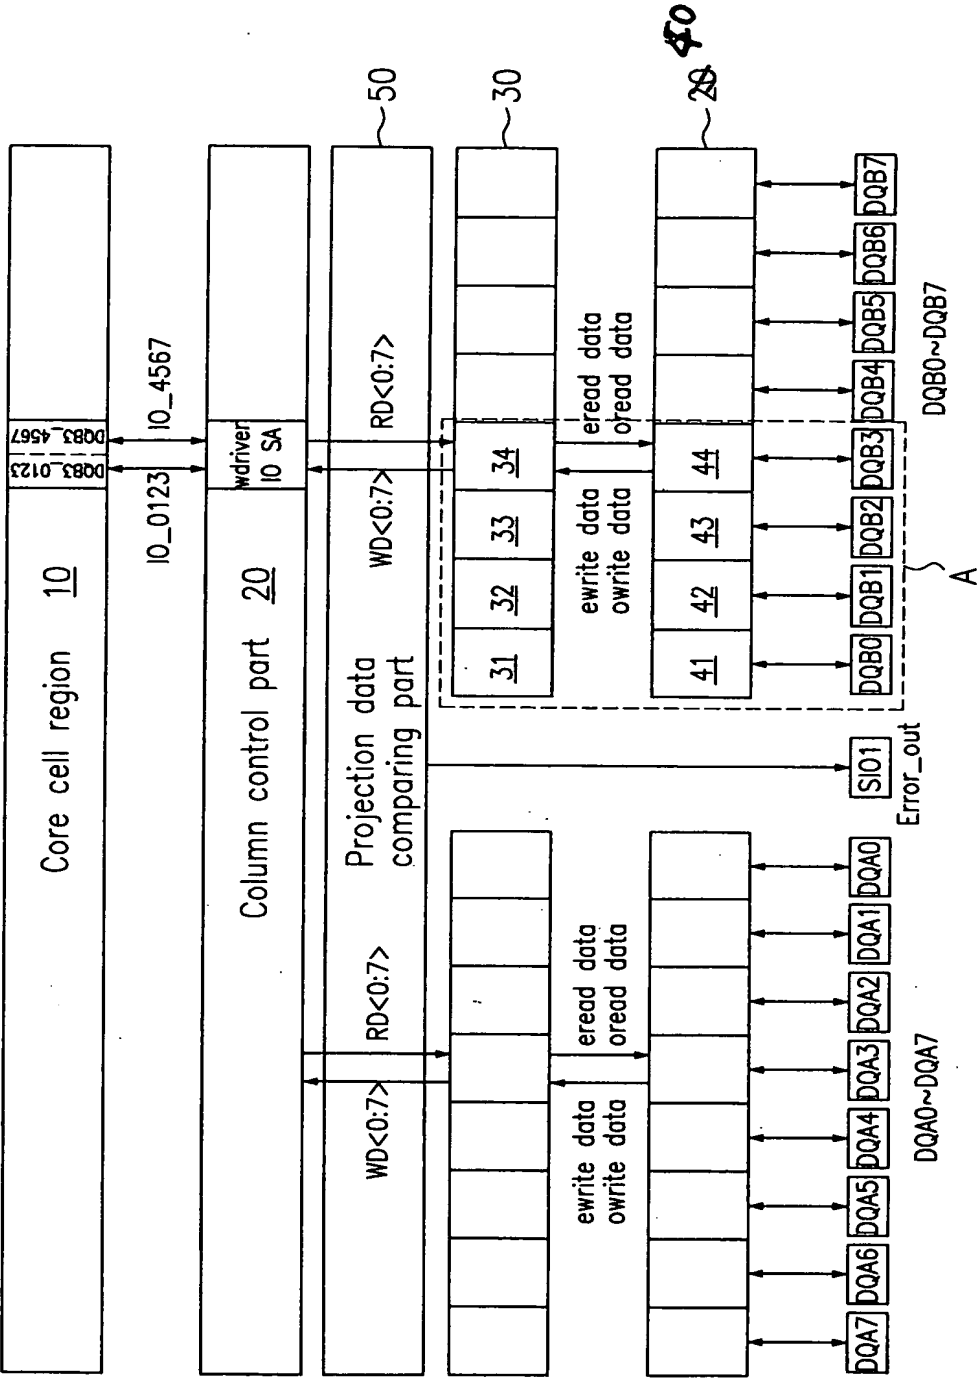 Core cell region 10
DQB3_0123 DQB3_4567
IO_0123 IO_4567
Column control part 20
wdriver
IO SA
Projection data
comparing part
50
WD<0:7> RD<0:7>
WD<0:7> RD<0:7>
31 32 33 34
30
ewrite data eread data
owrite data oread data
ewrite data eread data
owrite data oread data
41 42 43 44
20 40
DQA7 DQA6 DQA5 DQA4 DQA3 DQA2 DQA1 DQA0 SIO1 DQB0 DQB1 DQB2 DQB3 DQB4 DQB5 DQB6 DQB7
DQA0~DQA7
Error_out
A
DQB0~DQB7